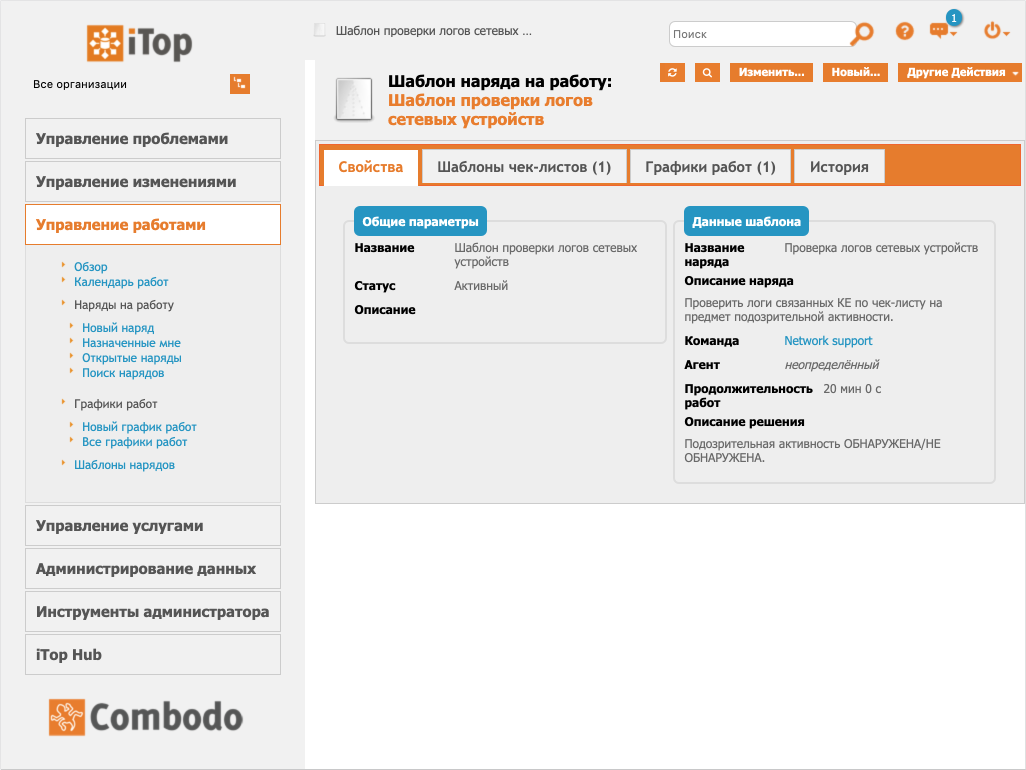 iTop
Все организации
Управление проблемами
Управление изменениями
Управление работами
Обзор
Календарь работ
Наряды на работу
Новый наряд
Назначенные мне
Открытые наряды
Поиск нарядов
Графики работ
Новый график работ
Все графики работ
Шаблоны нарядов
Управление услугами
Администрирование данных
Инструменты администратора
iTop Hub
Combodo
Шаблон проверки логов сетевых ...
Поиск
?
1
Изменить...
Новый...
Другие Действия
Шаблон наряда на работу:
Шаблон проверки логов
сетевых устройств
Свойства
Шаблоны чек-листов (1)
Графики работ (1)
История
Общие параметры
Название Шаблон проверки логов сетевых
устройств
Статус Активный
Описание
Данные шаблона
Название Проверка логов сетевых устройств
наряда
Описание наряда
Проверить логи связанных КЕ по чек-листу на
предмет подозрительной активности.
Команда Network support
Агент неопределённый
Продолжительность 20 мин 0 с
работ
Описание решения
Подозрительная активность ОБНАРУЖЕНА/НЕ
ОБНАРУЖЕНА.